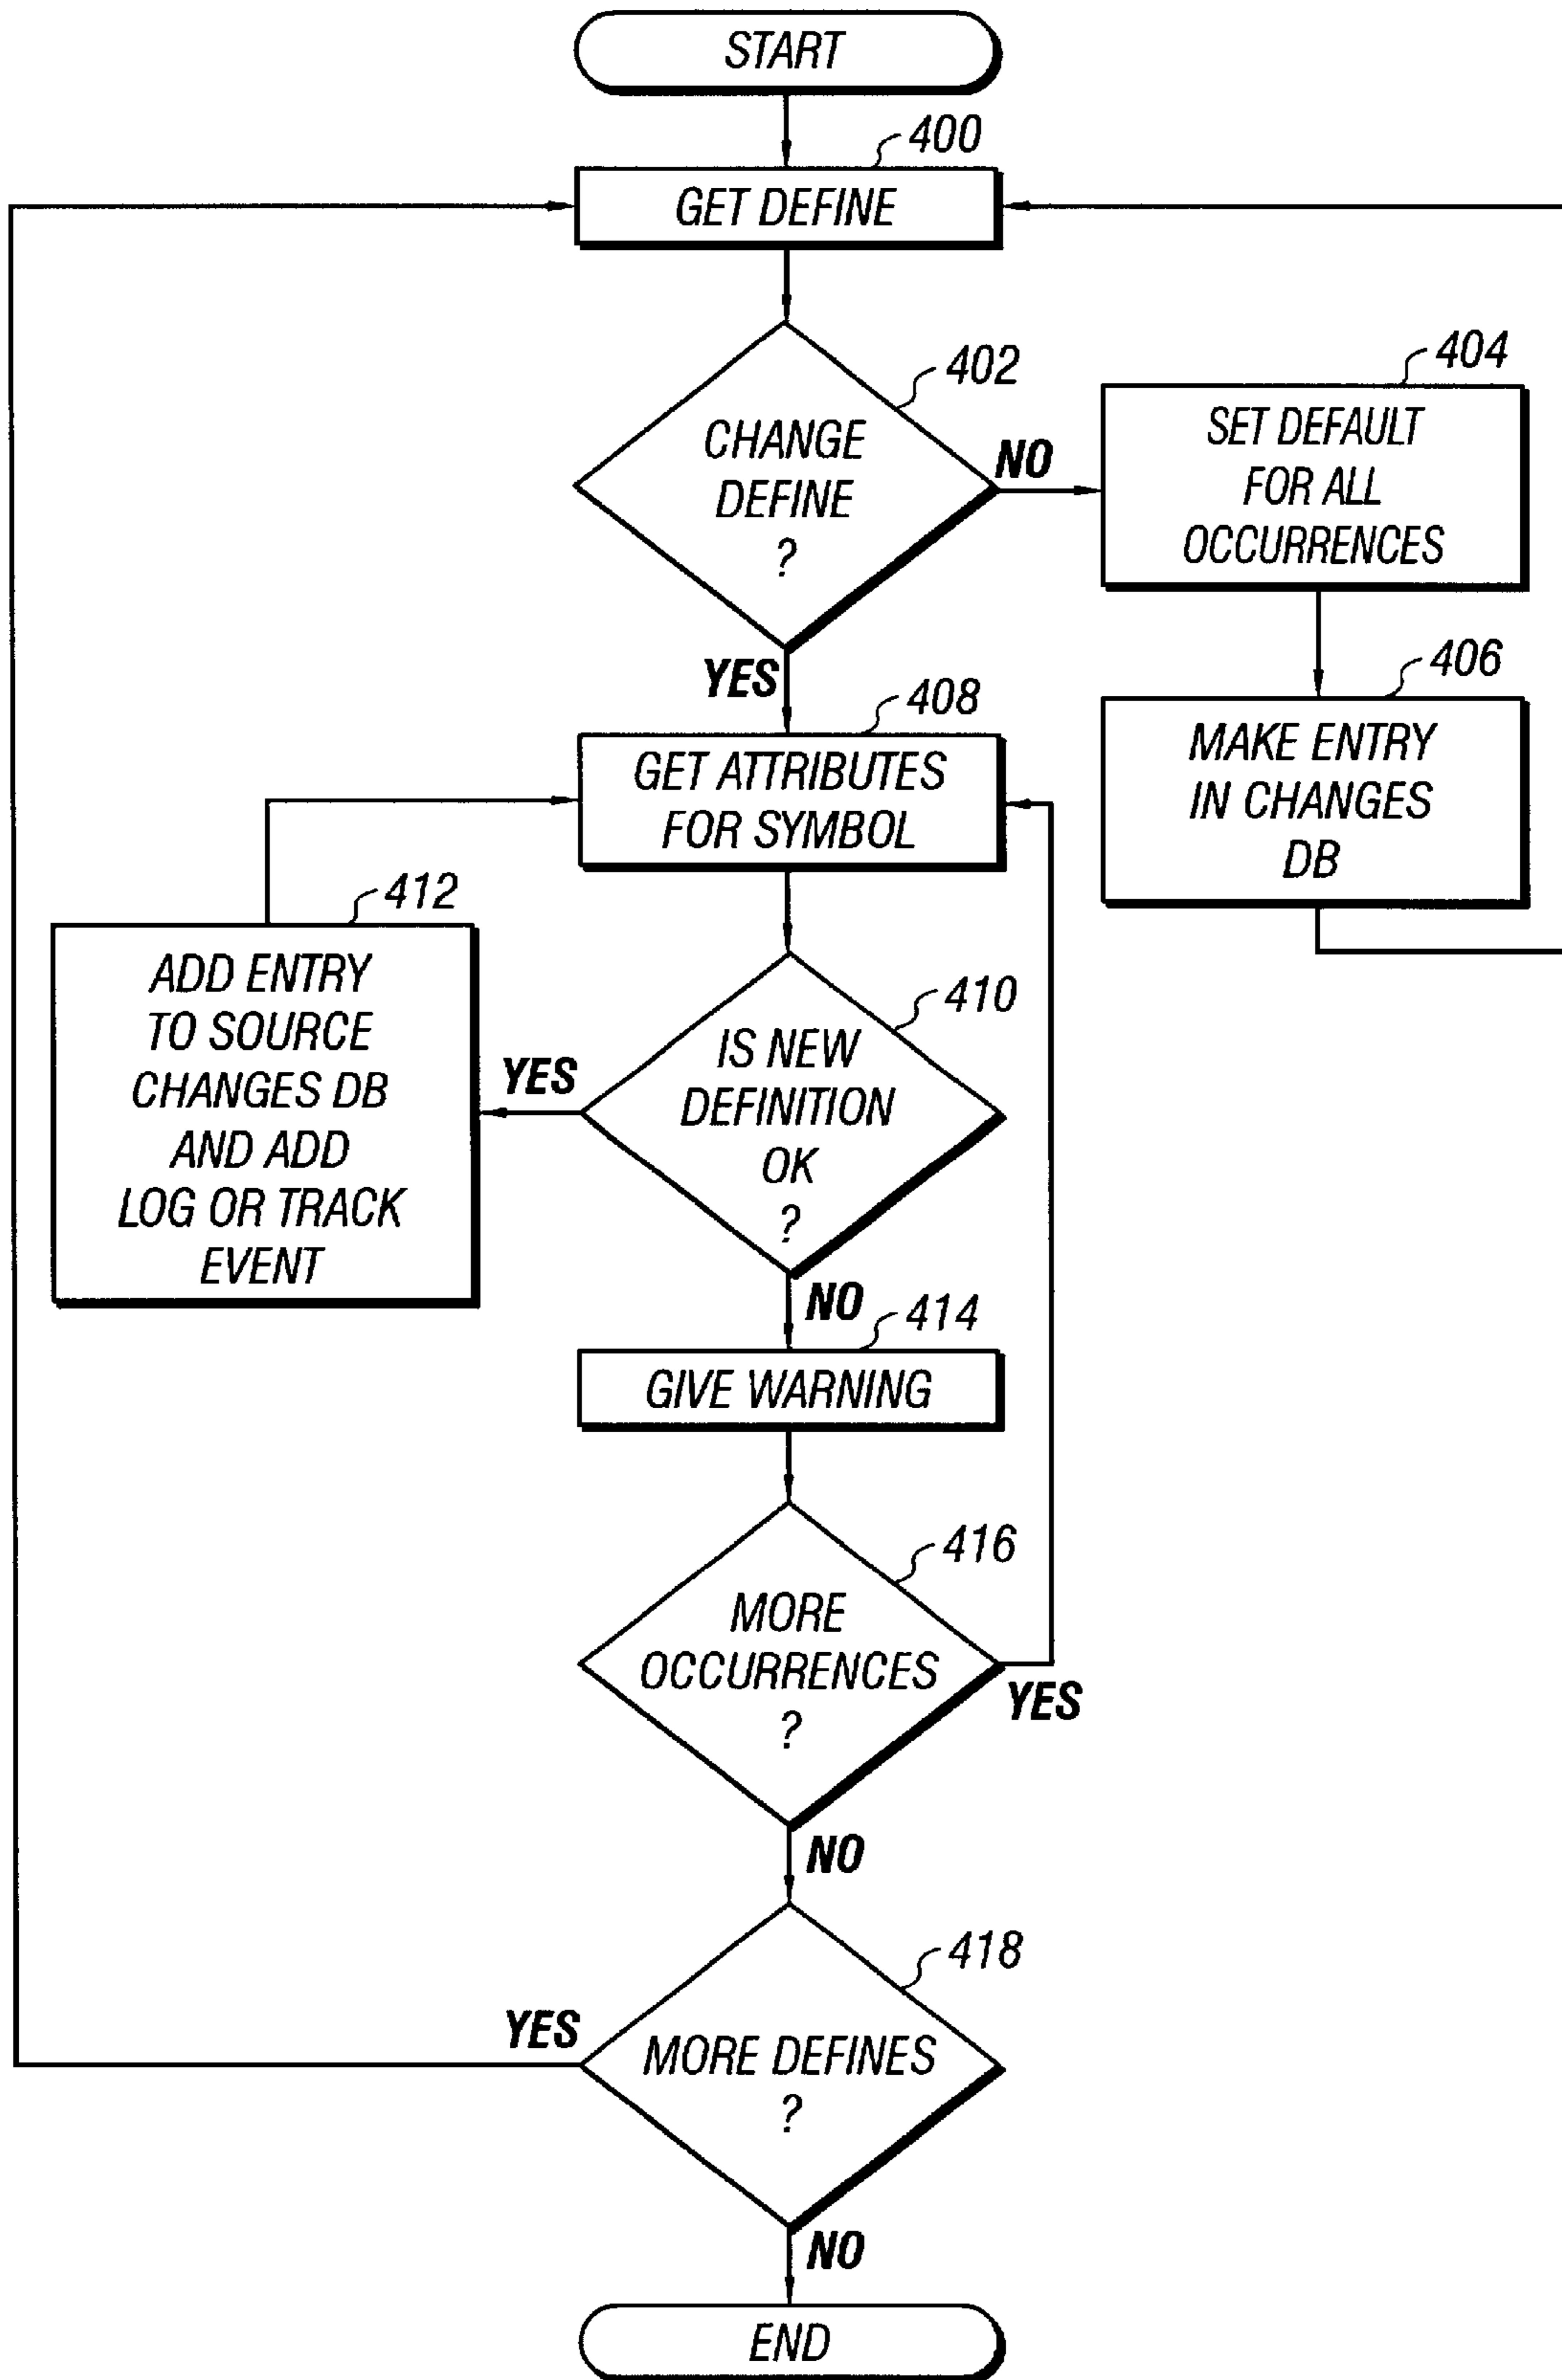 START
400
GET DEFINE
402
CHANGE
DEFINE
?
NO
404
SET DEFAULT
FOR ALL
OCCURRENCES
YES
406
MAKE ENTRY
IN CHANGES
DB
408
GET ATTRIBUTES
FOR SYMBOL
412
ADD ENTRY
TO SOURCE
CHANGES DB
AND ADD
LOG OR TRACK
EVENT
YES
410
IS NEW
DEFINITION
OK
?
NO
414
GIVE WARNING
416
MORE
OCCURRENCES
?
YES
NO
418
YES
MORE DEFINES
?
NO
END